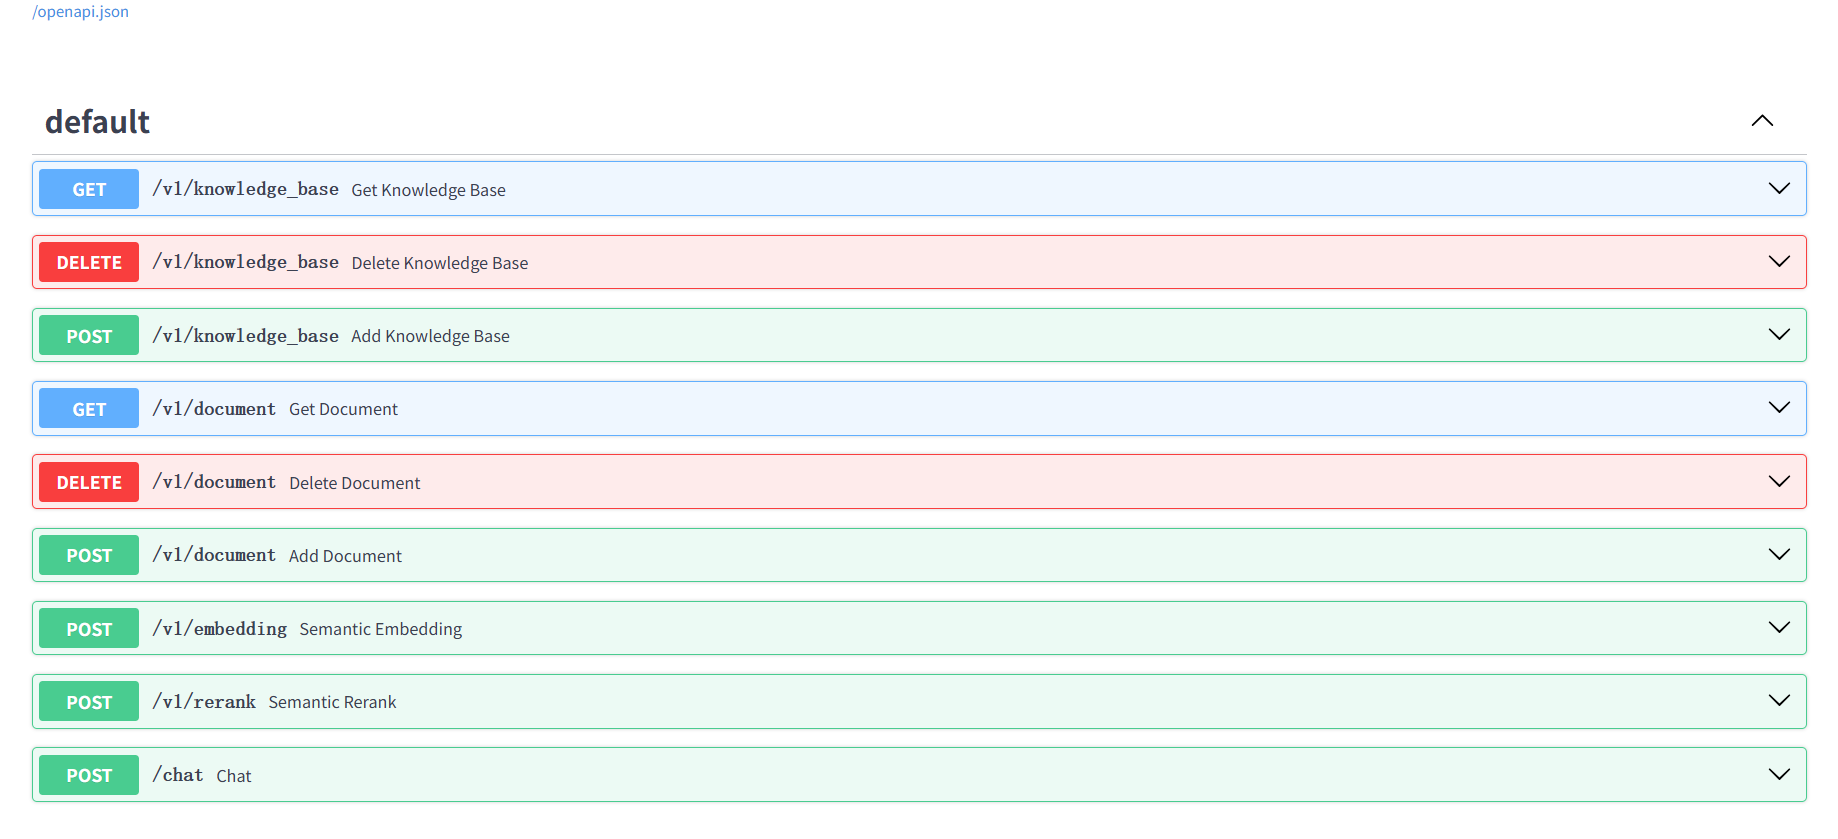 /openapi.json
default
GET /v1/knowledge_base Get Knowledge Base
DELETE /v1/knowledge_base Delete Knowledge Base
POST /v1/knowledge_base Add Knowledge Base
GET /v1/document Get Document
DELETE /v1/document Delete Document
POST /v1/document Add Document
POST /v1/embedding Semantic Embedding
POST /v1/rerank Semantic Rerank
POST /chat Chat